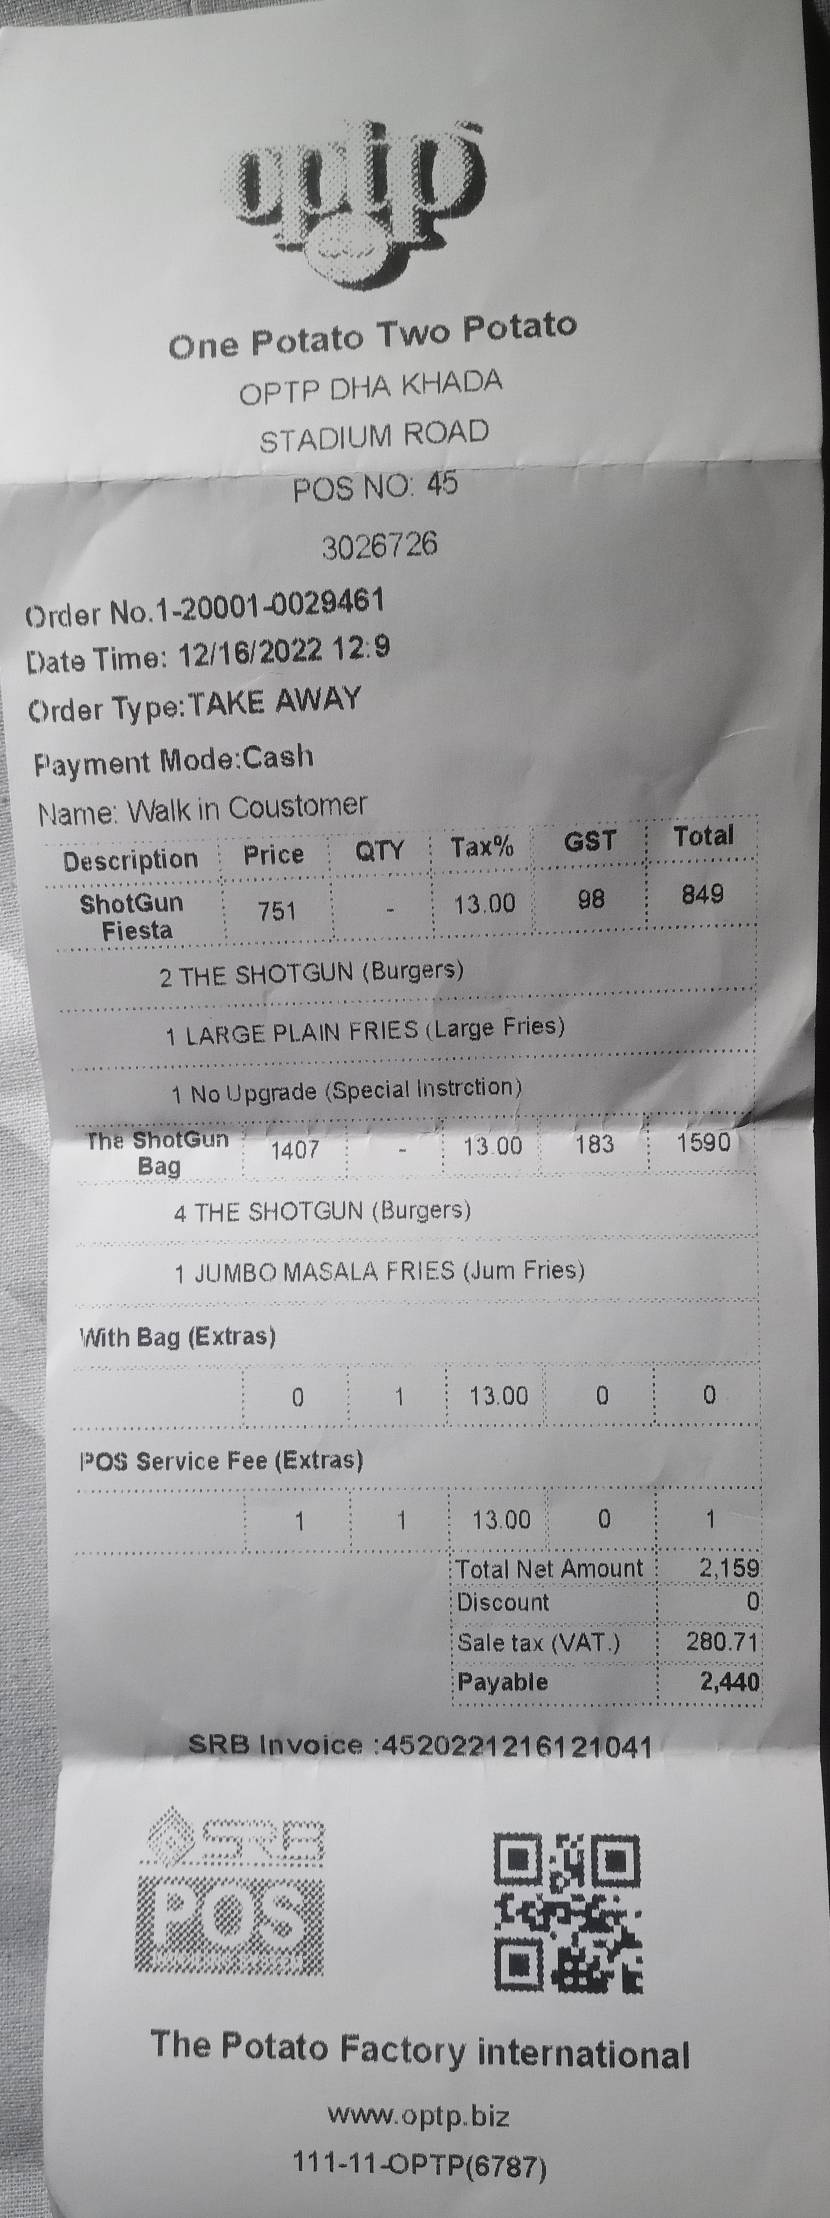 optp
One Potato Two Potato
OPTP DHA KHADA
STADIUM ROAD
POS NO: 45
3026726
Order No.1-20001-0029461
Date Time: 12/16/2022 12:9
Order Type:TAKE AWAY
Payment Mode:Cash
Name: Walk in Coustomer
Description Price QTY Tax% GST Total
ShotGun Fiesta 751 - 13.00 98 849
2 THE SHOTGUN (Burgers)
1 LARGE PLAIN FRIES (Large Fries)
1 No Upgrade (Special Instrction)
The ShotGun Bag 1407 - 13.00 183 1590
4 THE SHOTGUN (Burgers)
1 JUMBO MASALA FRIES (Jum Fries)
With Bag (Extras)
0 1 13.00 0 0
POS Service Fee (Extras)
1 1 13.00 0 1
Total Net Amount 2,159
Discount 0
Sale tax (VAT.) 280.71
Payable 2,440
SRB Invoice :4520221216121041
SRB
POS
The Potato Factory international
www.optp.biz
111-11-OPTP(6787)